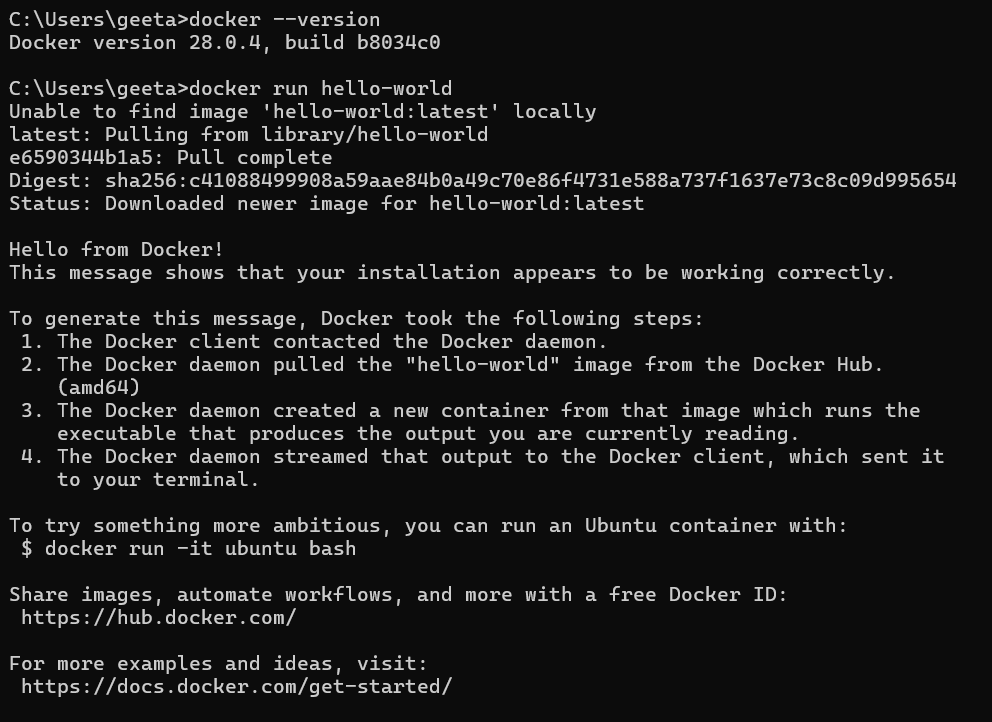 C:\Users\geeta>docker --version
Docker version 28.0.4, build b8034c0
C:\Users\geeta>docker run hello-world
Unable to find image 'hello-world:latest' locally
latest: Pulling from library/hello-world
e6590344b1a5: Pull complete
Digest: sha256:c41088499908a59aae84b0a49c70e86f4731e588a737f1637e73c8c09d995654
Status: Downloaded newer image for hello-world:latest
Hello from Docker!
This message shows that your installation appears to be working correctly.
To generate this message, Docker took the following steps:
 1. The Docker client contacted the Docker daemon.
 2. The Docker daemon pulled the "hello-world" image from the Docker Hub.
    (amd64)
 3. The Docker daemon created a new container from that image which runs the
    executable that produces the output you are currently reading.
 4. The Docker daemon streamed that output to the Docker client, which sent it
    to your terminal.
To try something more ambitious, you can run an Ubuntu container with:
 $ docker run -it ubuntu bash
Share images, automate workflows, and more with a free Docker ID:
 https://hub.docker.com/
For more examples and ideas, visit:
 https://docs.docker.com/get-started/